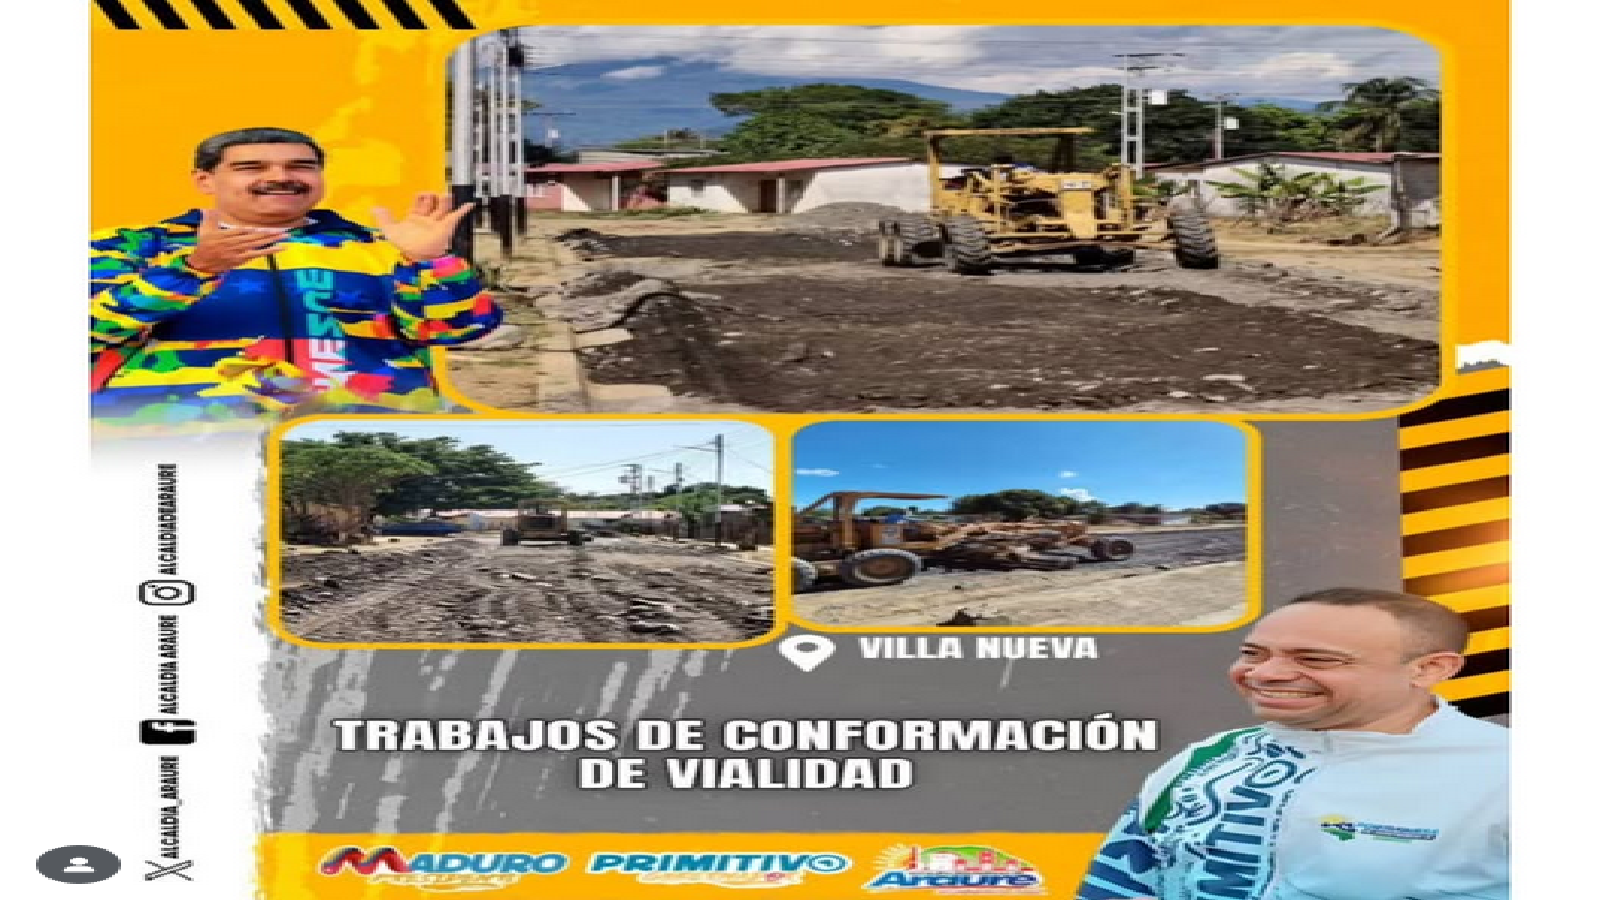 VILLA NUEVA
TRABAJOS DE CONFORMACIÓN
DE VIALIDAD
MADURO
PRIMITIVO
Araure
ALCALDIADEARAURE
ALCALDIA ARAURE
ALCALDIA_ARAURE